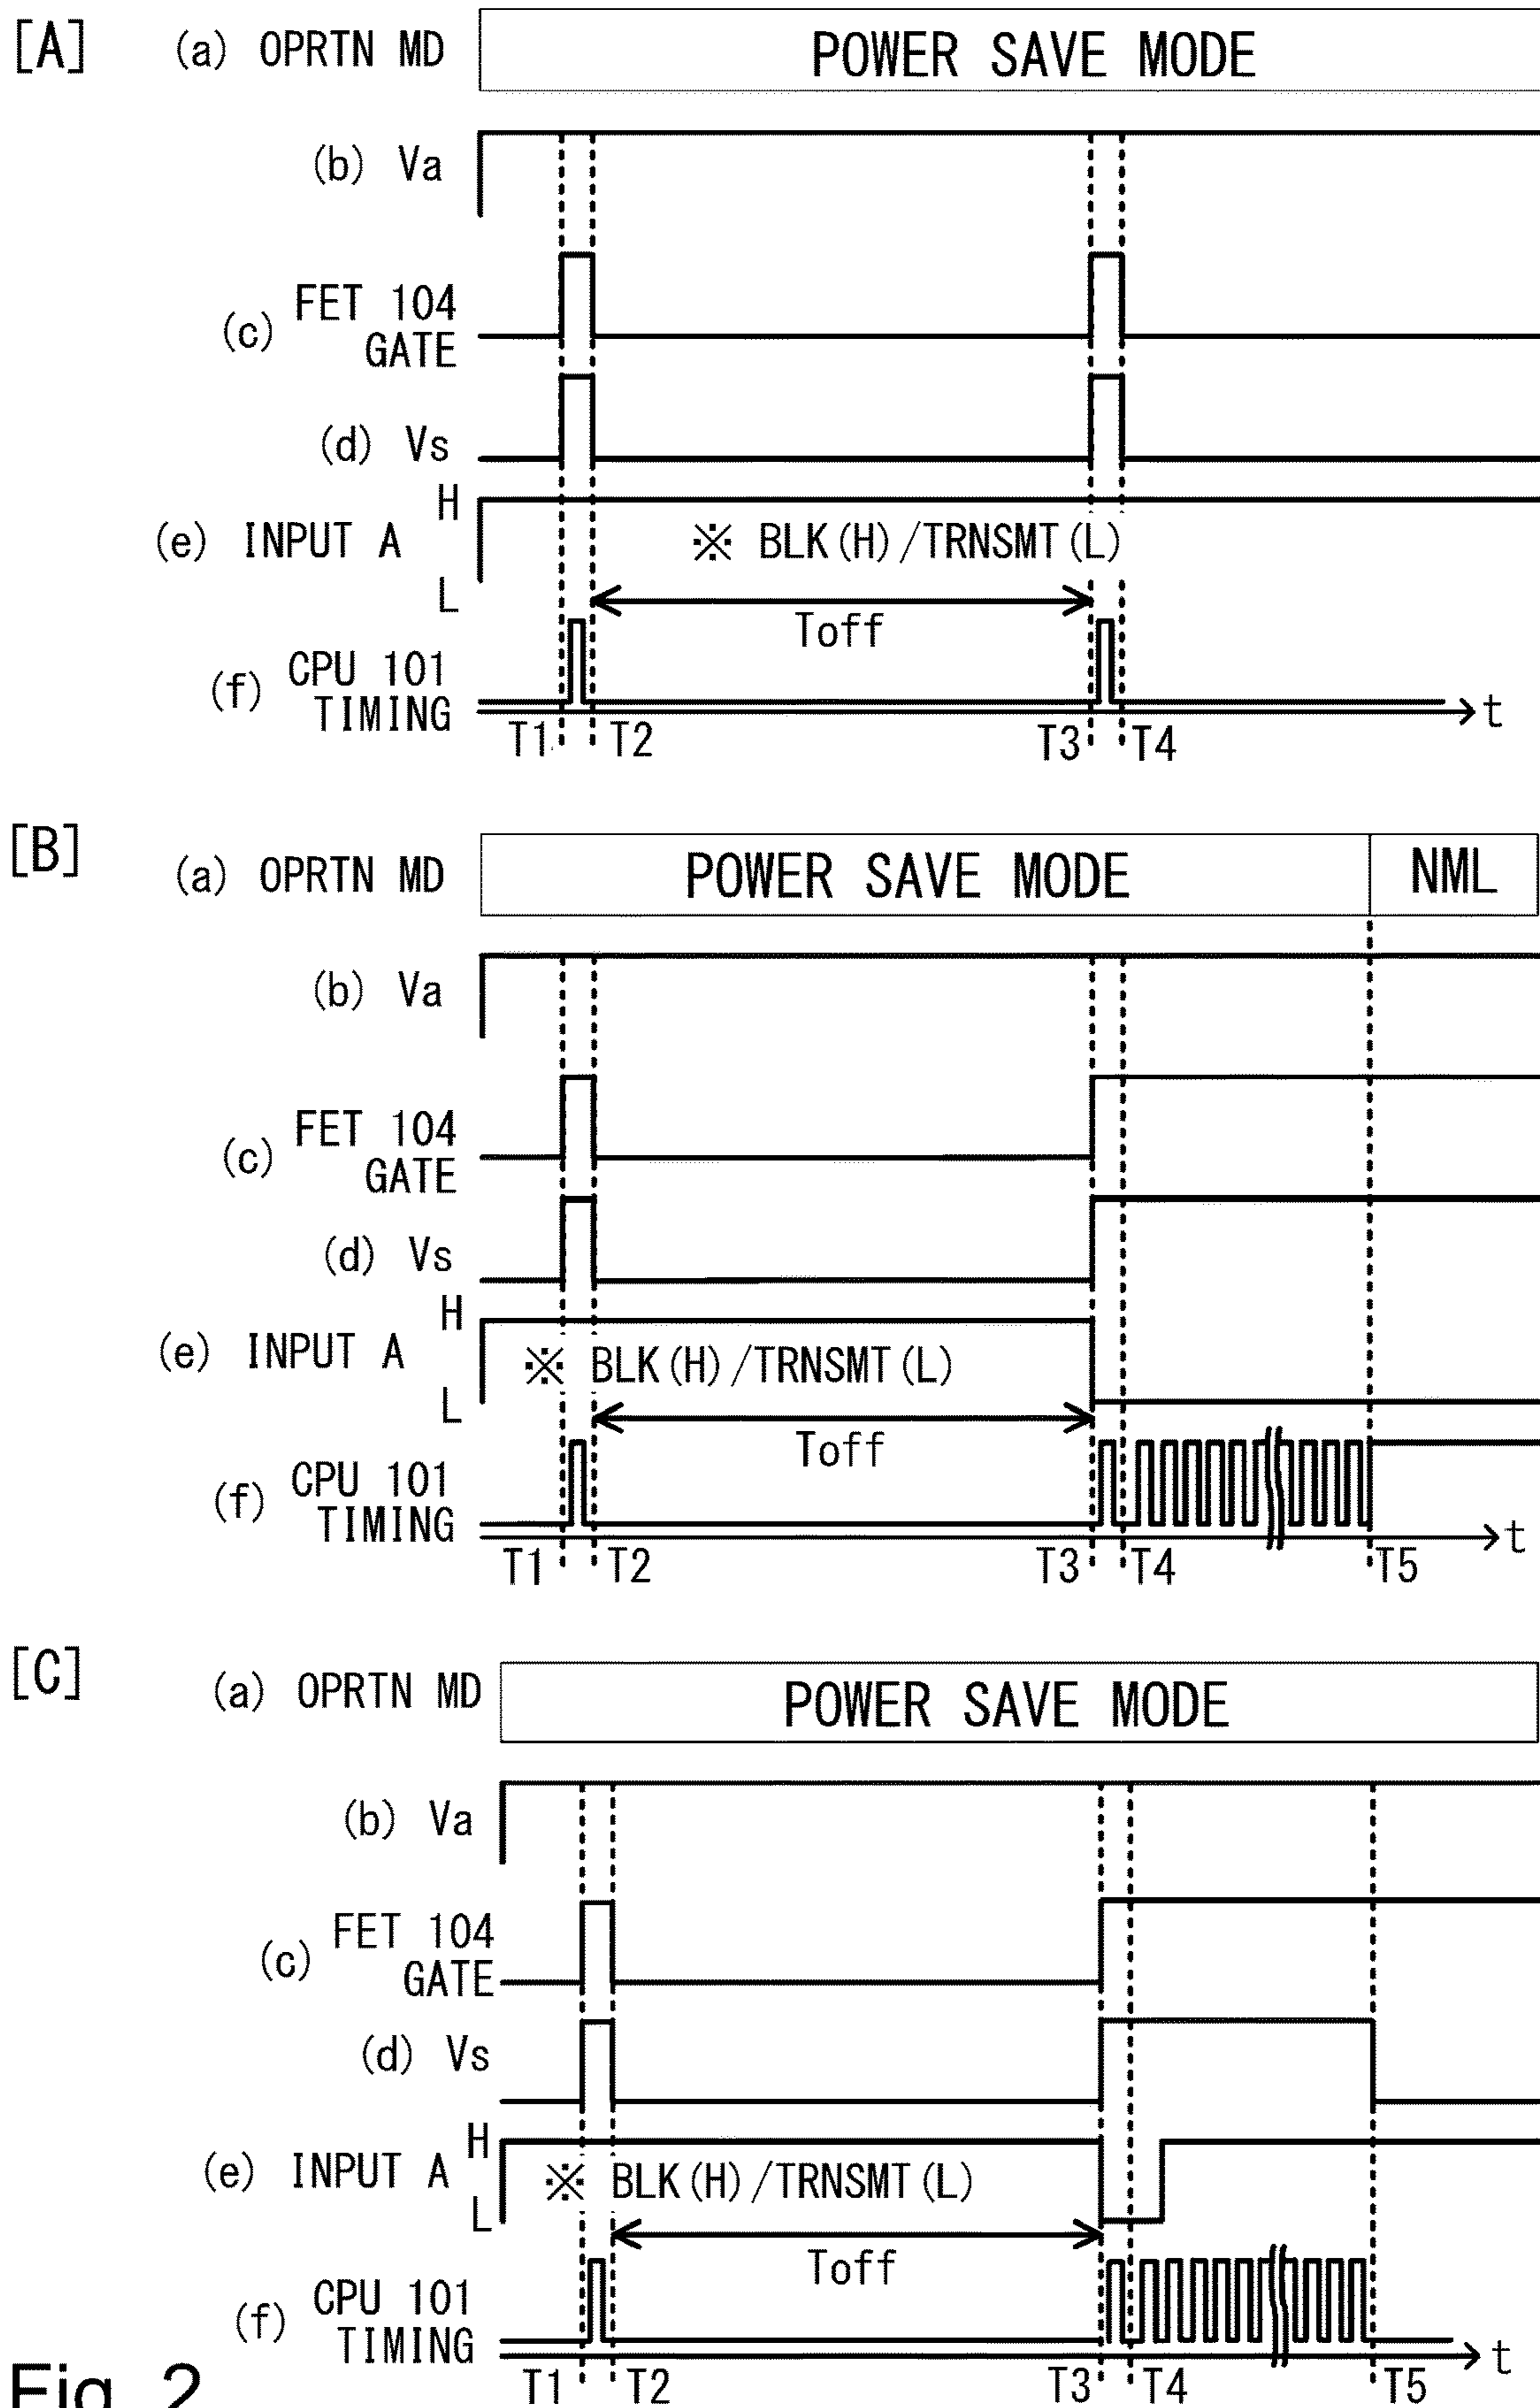 [A] (a) OPRTN MD POWER SAVE MODE
(b) Va
(c) FET 104
GATE
(d) Vs
H
(e) INPUT A ※ BLK(H)/TRNSMT(L)
L
Toff
(f) CPU 101
TIMING
T1 T2 T3 T4 t
[B] (a) OPRTN MD POWER SAVE MODE NML
(b) Va
(c) FET 104
GATE
(d) Vs
H
(e) INPUT A ※ BLK(H)/TRNSMT(L)
L
Toff
(f) CPU 101
TIMING
T1 T2 T3 T4 T5 t
[C] (a) OPRTN MD POWER SAVE MODE
(b) Va
(c) FET 104
GATE
(d) Vs
H
(e) INPUT A ※ BLK(H)/TRNSMT(L)
L
Toff
(f) CPU 101
TIMING
t
T1 T2 T3 T4 T5
Fig. 2